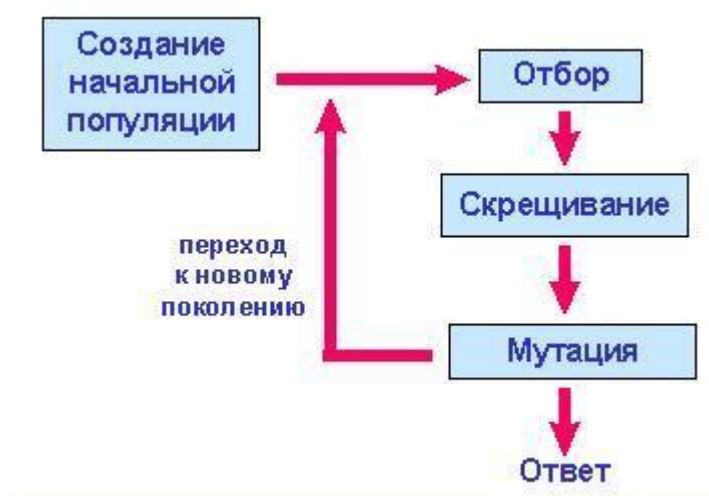 Создание
начальной
популяции
Отбор
Скрещивание
переход
к новому
поколению
Мутация
Ответ